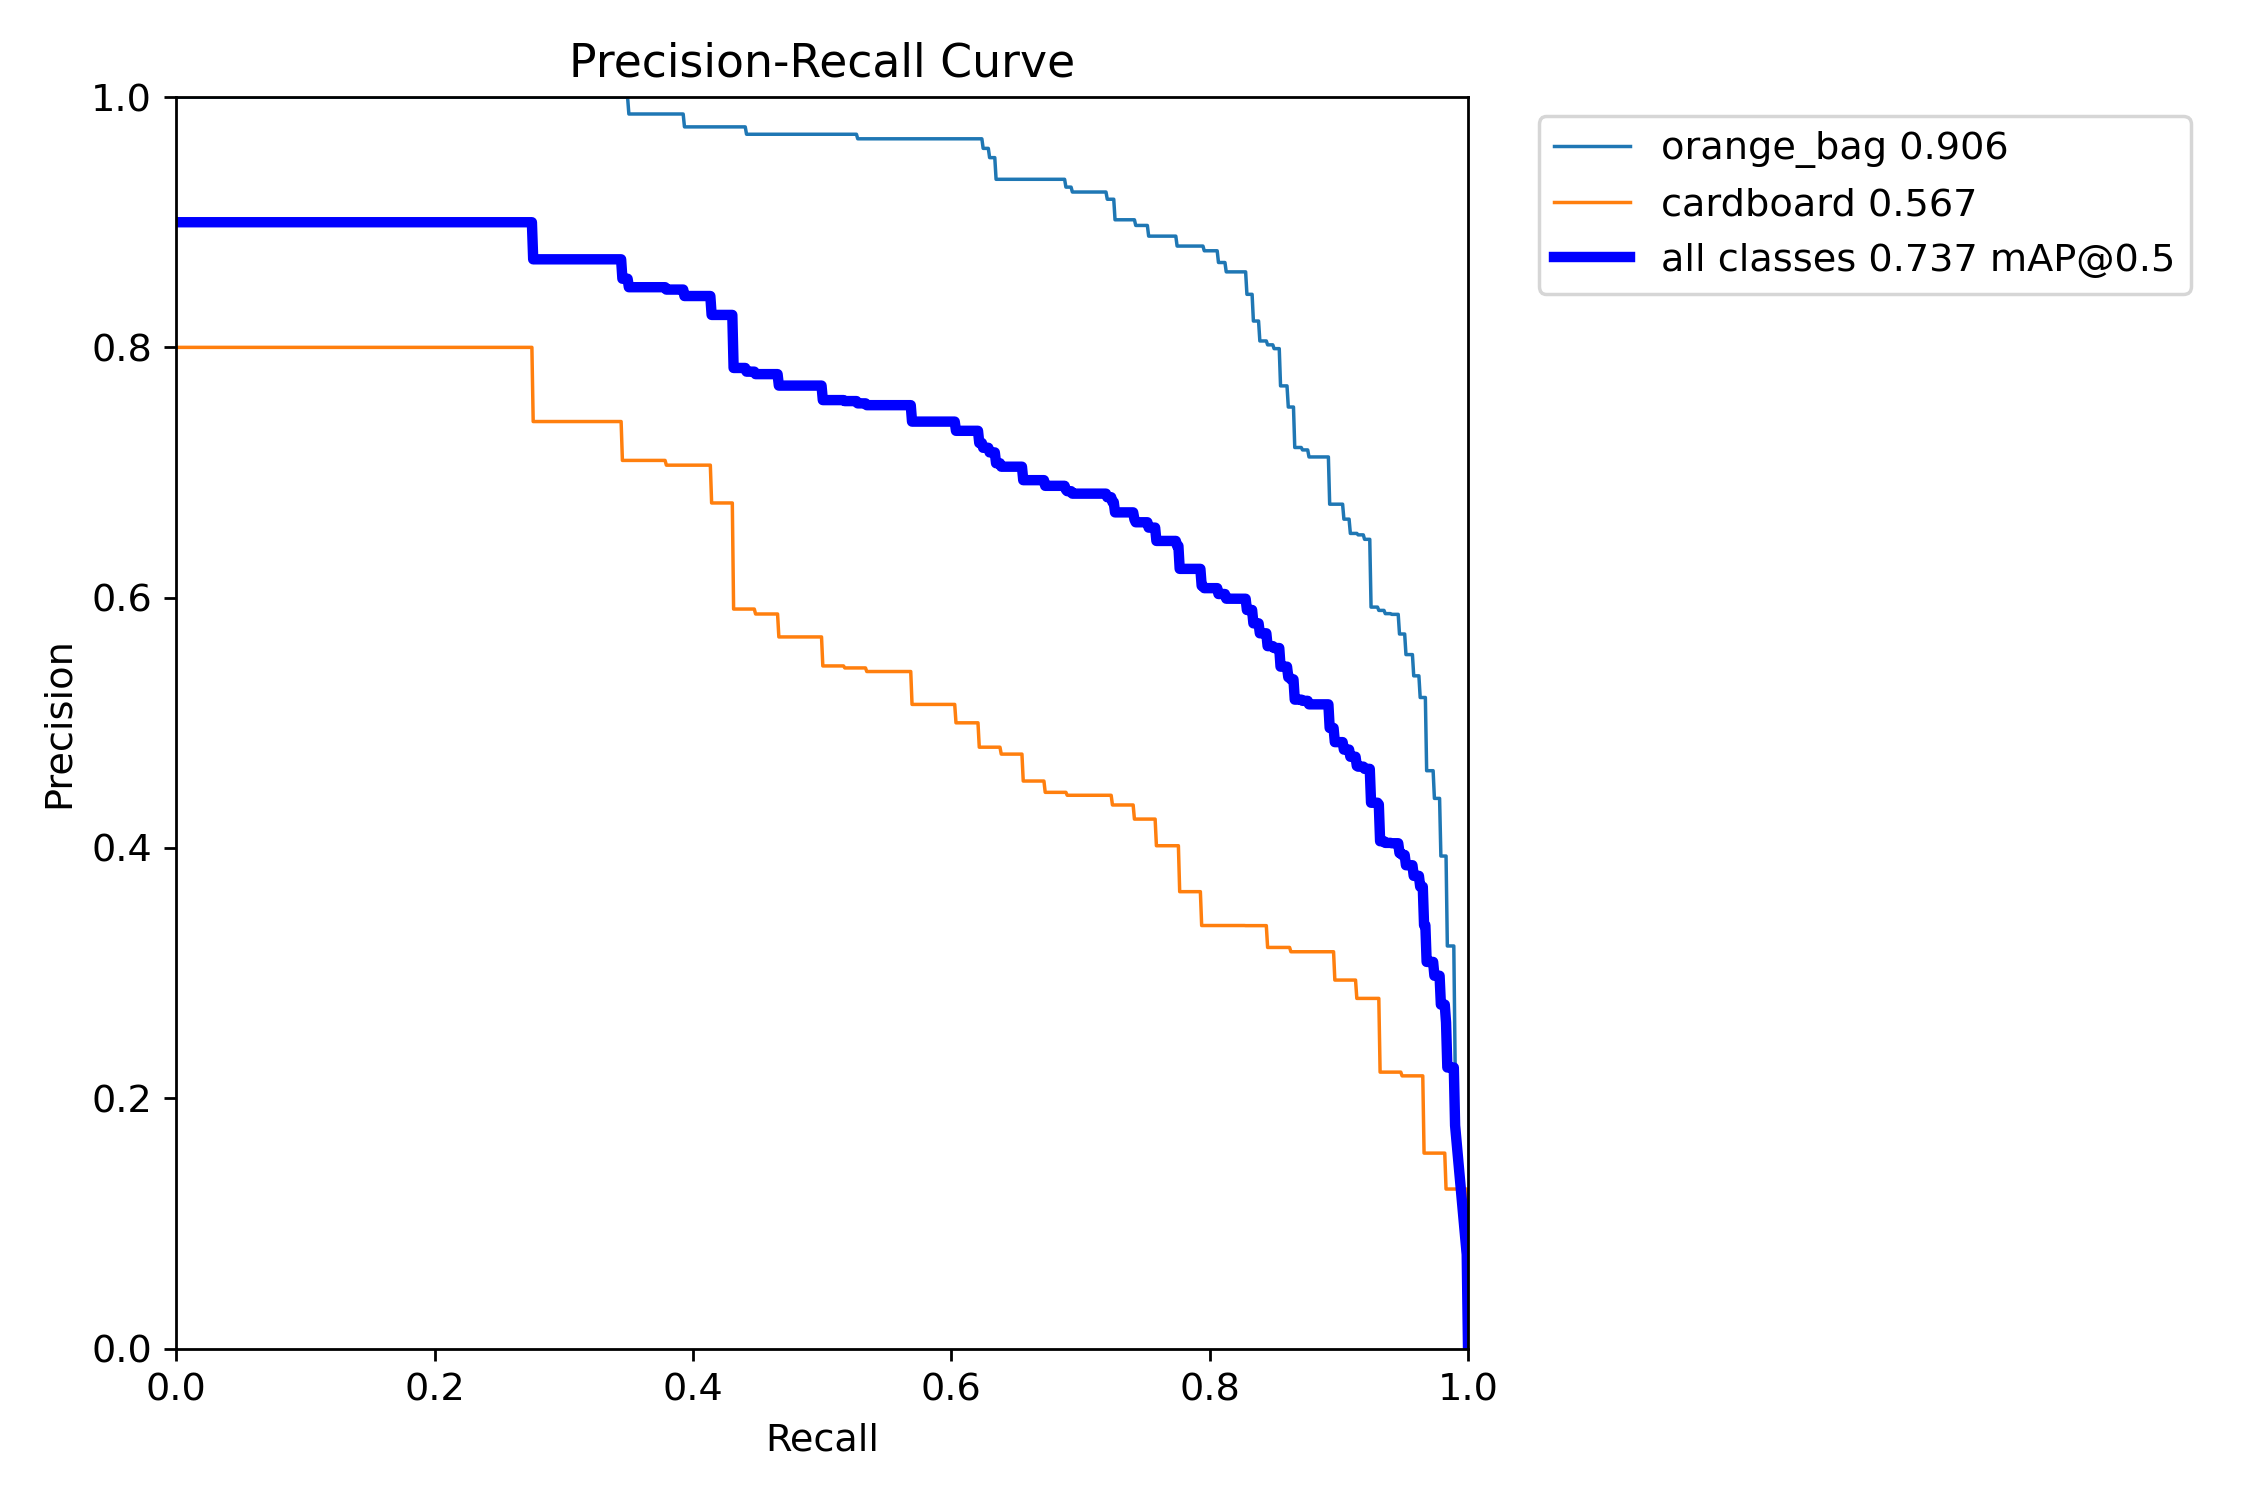 Precision-Recall Curve
1.0
0.8
0.6
0.4
0.2
0.0
Precision
0.0 0.2 0.4 0.6 0.8 1.0
Recall
orange_bag 0.906
cardboard 0.567
all classes 0.737 mAP@0.5